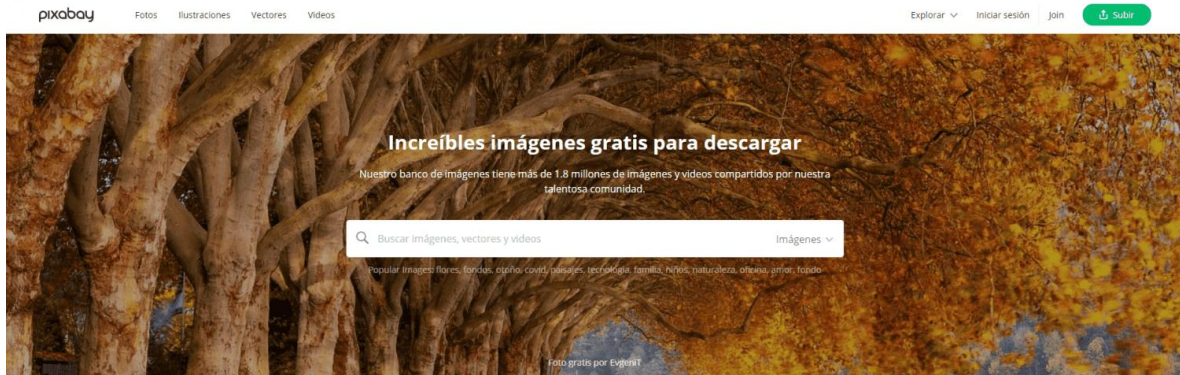 pixabay Fotos Ilustraciones Vectores Videos Explorar Iniciar sesión Join Subir
Increíbles imágenes gratis para descargar
Nuestro banco de imágenes tiene más de 1.8 millones de imágenes y videos compartidos por nuestra
talentosa comunidad.
Buscar imágenes, vectores y videos Imágenes
Popular Images: flores, fondos, otoño, covid, paisajes, tecnología, familia, niños, naturaleza, oficina, amor, fondo
Foto gratis por EvgeniT